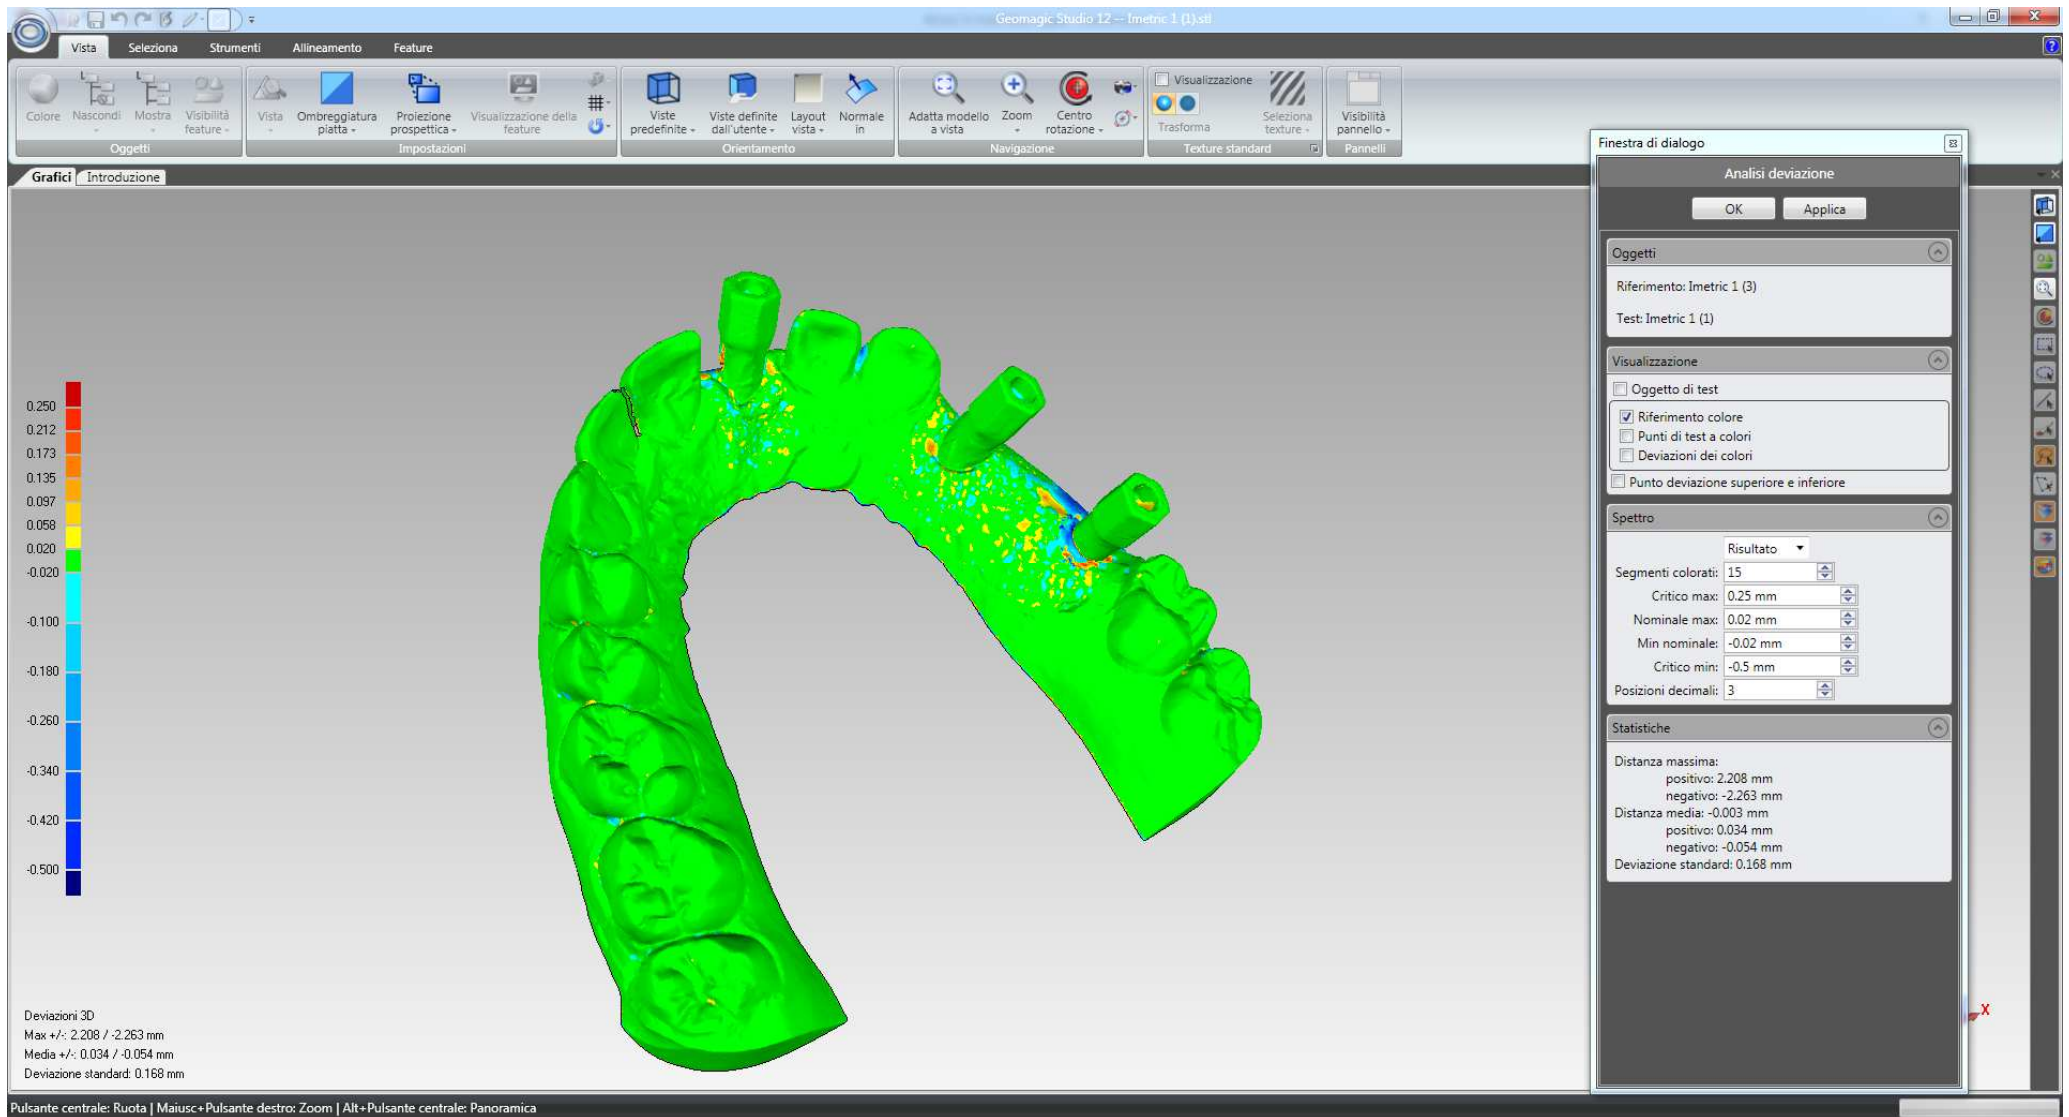 Geomagic Studio 12 -- Imetric 1 (1).stl
Vista Seleziona Strumenti Allineamento Feature
Colore Nascondi Mostra Visibilità feature
Vista Ombreggiatura piatta Proiezione prospettica Visualizzazione della feature
Viste predefinite Viste definite dall'utente Layout vista Normale in
Adatta modello a vista Zoom Centro rotazione
Visualizzazione
Trasforma
Seleziona texture
Visibilità pannello
Oggetti Impostazioni Orientamento Navigazione Texture standard Pannelli
Grafici Introduzione
0.250
0.212
0.173
0.135
0.097
0.058
0.020
-0.020
-0.100
-0.180
-0.260
-0.340
-0.420
-0.500
Deviazioni 3D
Max +/-: 2.208 / -2.263 mm
Media +/-: 0.034 / -0.054 mm
Deviazione standard: 0.168 mm
X
Finestra di dialogo
Analisi deviazione
OK Applica
Oggetti
Riferimento: Imetric 1 (3)
Test: Imetric 1 (1)
Visualizzazione
Oggetto di test
Riferimento colore
Punti di test a colori
Deviazioni dei colori
Punto deviazione superiore e inferiore
Spettro
Risultato
Segmenti colorati: 15
Critico max: 0.25 mm
Nominale max: 0.02 mm
Min nominale: -0.02 mm
Critico min: -0.5 mm
Posizioni decimali: 3
Statistiche
Distanza massima:
positivo: 2.208 mm
negativo: -2.263 mm
Distanza media: -0.003 mm
positivo: 0.034 mm
negativo: -0.054 mm
Deviazione standard: 0.168 mm
Pulsante centrale: Ruota | Maiusc+Pulsante destro: Zoom | Alt+Pulsante centrale: Panoramica